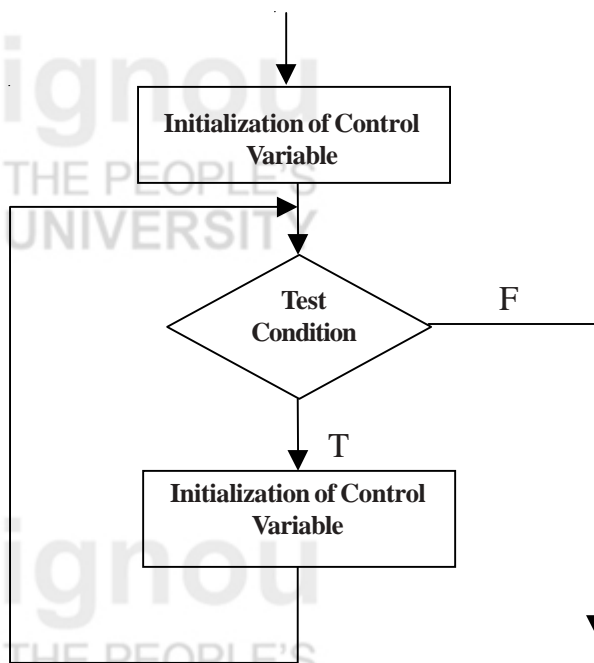 ignou
Initialization of Control
Variable
THE PEOPLE'S
UNIVERSITY
Test
Condition
F
T
Initialization of Control
Variable
ignou
THE PEOPLE'S